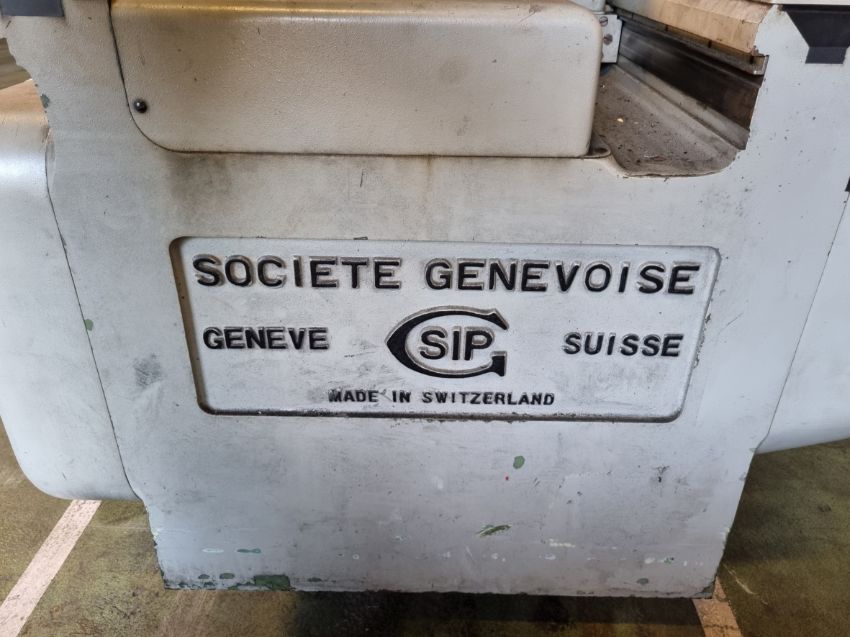 SOCIETE GENEVOISE
GENEVE SIP SUISSE
MADE IN SWITZERLAND